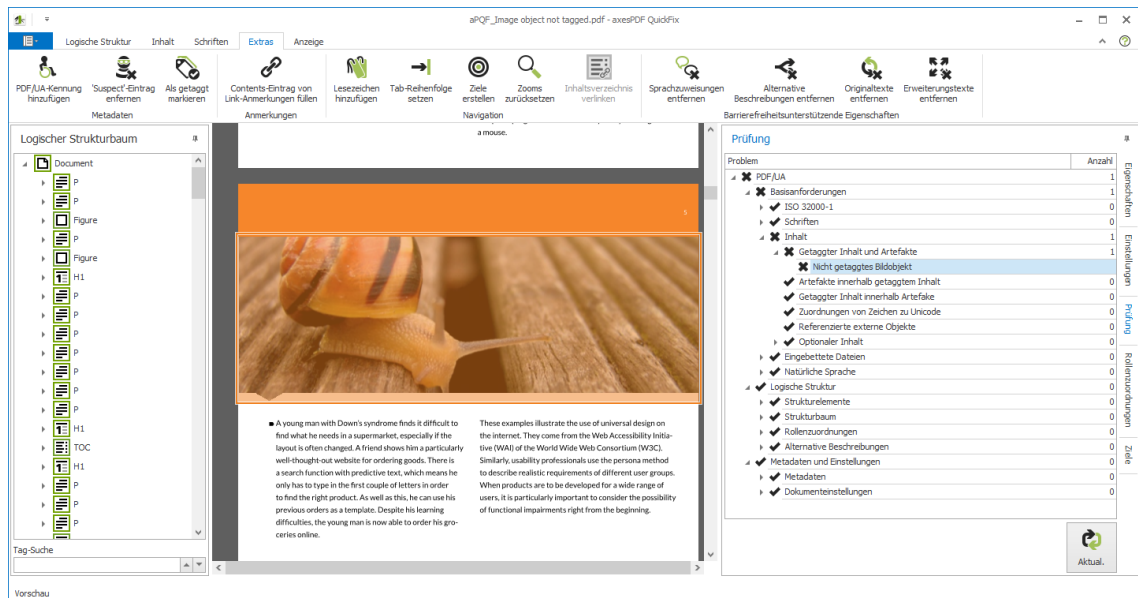 aPQF_Image object not tagged.pdf - axesPDF QuickFix
Logische Struktur Inhalt Schriften Extras Anzeige
PDF/UA-Kennung hinzufügen
'Suspect'-Eintrag entfernen
Als getaggt markieren
Metadaten
Contents-Eintrag von Link-Anmerkungen füllen
Anmerkungen
Lesezeichen hinzufügen
Tab-Reihenfolge setzen
Ziele erstellen
Zooms zurücksetzen
Inhaltsverzeichnis verlinken
Navigation
Sprachzuweisungen entfernen
Alternative Beschreibungen entfernen
Originaltexte entfernen
Erweiterungstexte entfernen
Barrierefreiheitsunterstützende Eigenschaften
Logischer Strukturbaum
Document
P
P
Figure
P
Figure
H1
P
P
P
P
P
P
P
H1
TOC
H1
P
P
P
Tag-Suche
Vorschau
a mouse.
5
A young man with Down's syndrome finds it difficult to
find what he needs in a supermarket, especially if the
layout is often changed. A friend shows him a particularly
well-thought-out website for ordering goods. There is
a search function with predictive text, which means he
only has to type in the first couple of letters in order
to find the right product. As well as this, he can use his
previous orders as a template. Despite his learning
difficulties, the young man is now able to order his gro-
ceries online.
These examples illustrate the use of universal design on
the internet. They come from the Web Accessibility Initia-
tive (WAI) of the World Wide Web Consortium (W3C).
Similarly, usability professionals use the persona method
to describe realistic requirements of different user groups.
When products are to be developed for a wide range of
users, it is particularly important to consider the possibility
of functional impairments right from the beginning.
Prüfung
Problem Anzahl
PDF/UA 1
Basisanforderungen 1
ISO 32000-1 0
Schriften 0
Inhalt 1
Getaggter Inhalt und Artefakte 1
Nicht getaggtes Bildobjekt
Artefakte innerhalb getaggtem Inhalt 0
Getaggter Inhalt innerhalb Artefake 0
Zuordnungen von Zeichen zu Unicode 0
Referenzierte externe Objekte 0
Optionaler Inhalt 0
Eingebettete Dateien 0
Natürliche Sprache 0
Logische Struktur 0
Strukturelemente 0
Strukturbaum 0
Rollenzuordnungen 0
Alternative Beschreibungen 0
Metadaten und Einstellungen 0
Metadaten 0
Dokumenteinstellungen 0
Aktual.
Eigenschaften
Einstellungen
Prüfung
Rollenzuordnungen
Ziele